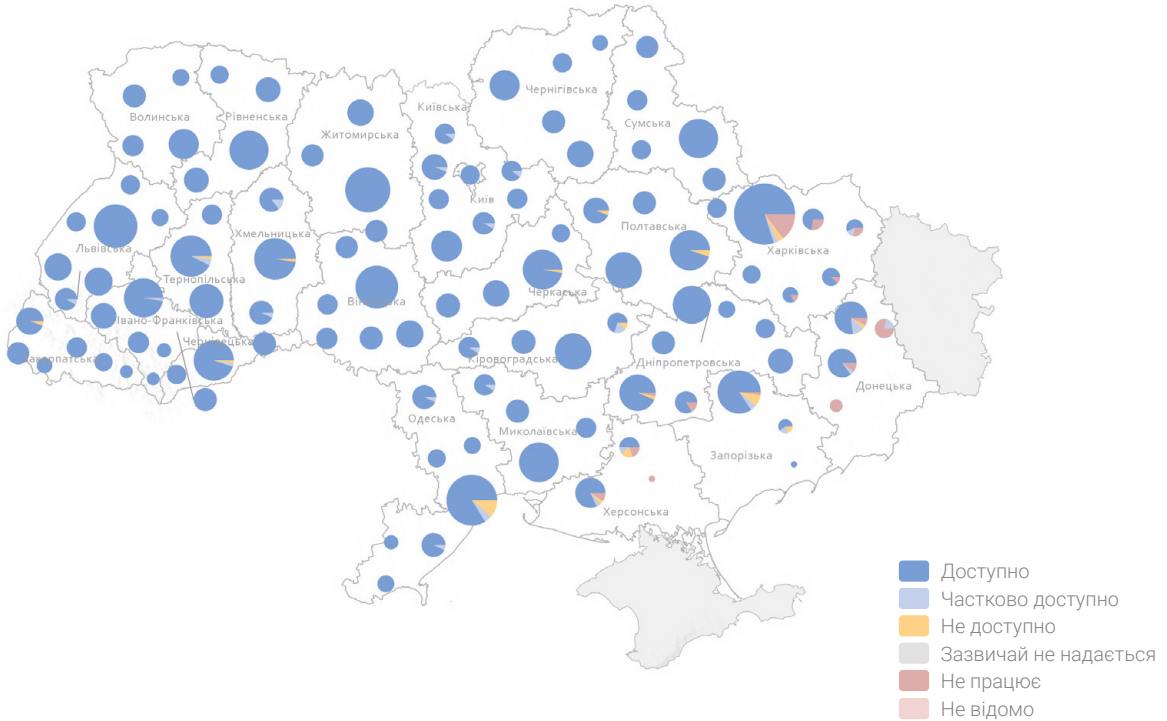 Чернігівська
Київська
Волинська
Рівненська
Сумська
Житомирська
Київ
Полтавська
Хмельницька
Львівська
Харківська
Тернопільська
Черкаська
Вінницька
Івано-Франківська
Чернівецька
Закарпатська
Кіровоградська
Дніпропетровська
Донецька
Одеська
Миколаївська
Запорізька
Херсонська
Доступно
Частково доступно
Не доступно
Зазвичай не надається
Не працює
Не відомо